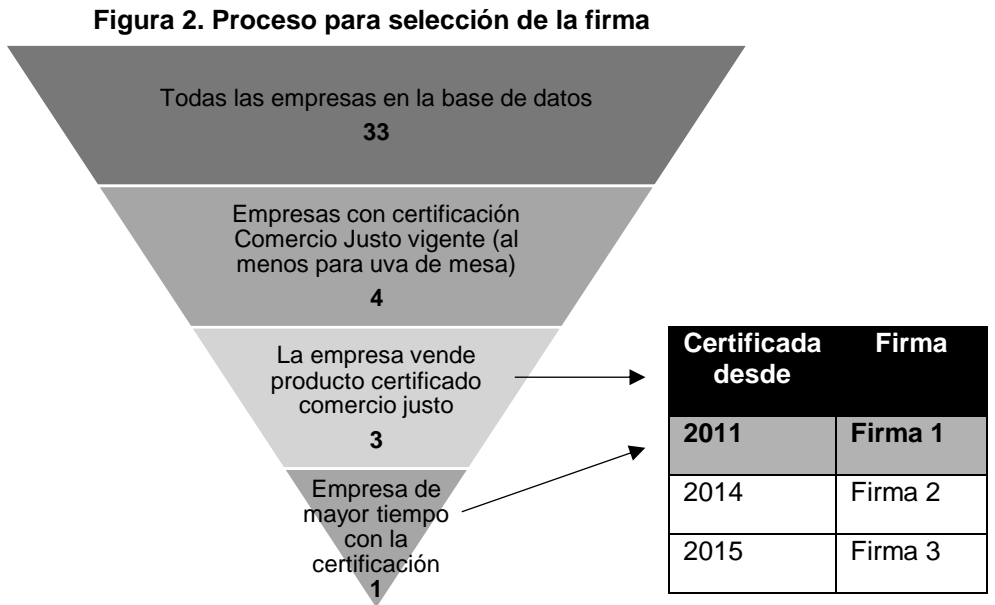 Figura 2. Proceso para selección de la firma
Todas las empresas en la base de datos
33
Empresas con certificación
Comercio Justo vigente (al
menos para uva de mesa)
4
La empresa vende
producto certificado
comercio justo
3
Empresa de
mayor tiempo
con la
certificación
1
Certificada Firma
desde
2011 Firma 1
2014 Firma 2
2015 Firma 3